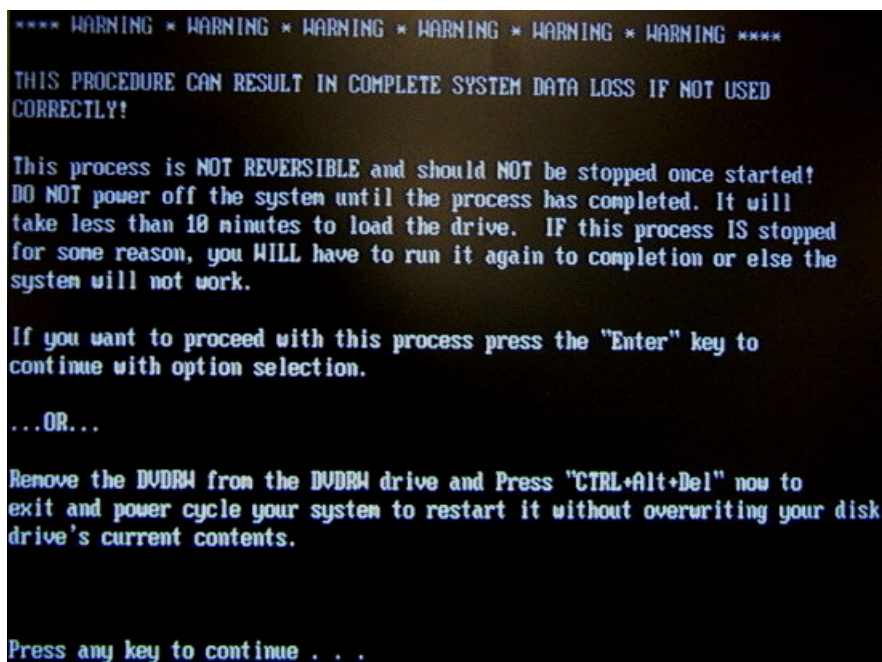 **** WARNING * WARNING * WARNING * WARNING * WARNING * WARNING ****
THIS PROCEDURE CAN RESULT IN COMPLETE SYSTEM DATA LOSS IF NOT USED
CORRECTLY!
This process is NOT REVERSIBLE and should NOT be stopped once started!
DO NOT power off the system until the process has completed. It will
take less than 10 minutes to load the drive.  IF this process IS stopped
for some reason, you WILL have to run it again to completion or else the
system will not work.
If you want to proceed with this process press the "Enter" key to
continue with option selection.
...OR...
Remove the DVDRW from the DVDRW drive and Press "CTRL+Alt+Del" now to
exit and power cycle your system to restart it without overwriting your disk
drive's current contents.
Press any key to continue . . .